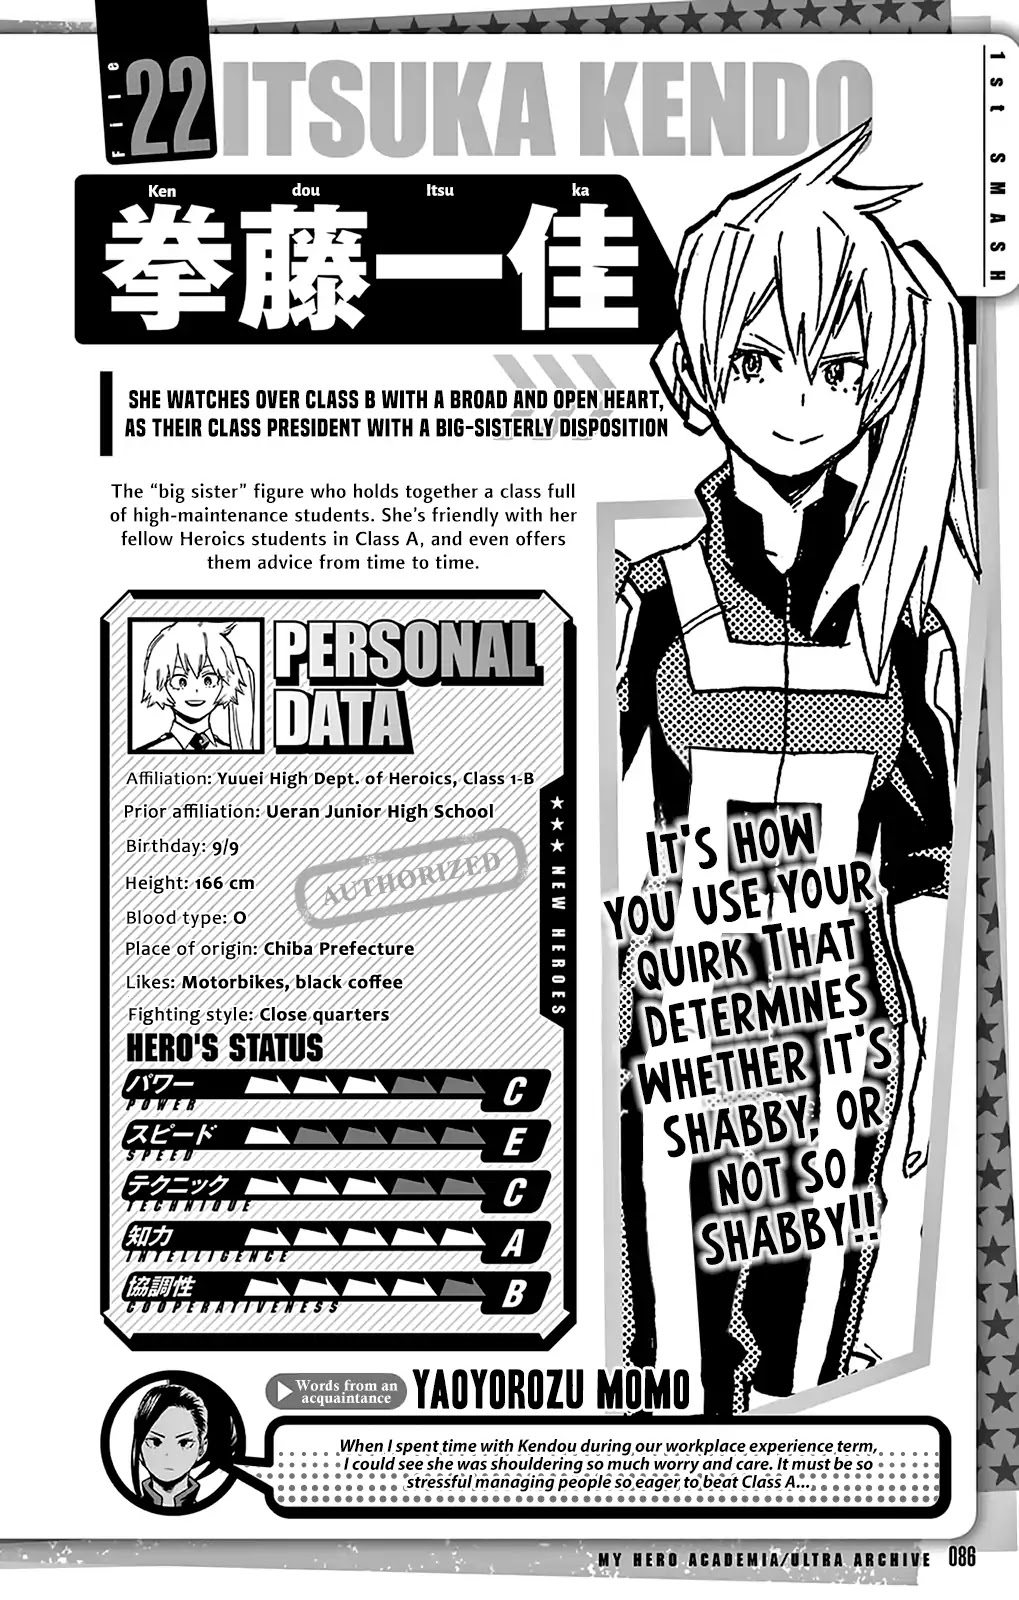 File
22
ITSUKA KENDO
1st SMASH
Ken dou Itsu ka
拳藤一佳
SHE WATCHES OVER CLASS B WITH A BROAD AND OPEN HEART,
AS THEIR CLASS PRESIDENT WITH A BIG-SISTERLY DISPOSITION
The “big sister” figure who holds together a class full
of high-maintenance students. She’s friendly with her
fellow Heroics students in Class A, and even offers
them advice from time to time.
PERSONAL
DATA
Affiliation: Yuuei High Dept. of Heroics, Class 1-B
Prior affiliation: Ueran Junior High School
Birthday: 9/9
Height: 166 cm
Blood type: O
Place of origin: Chiba Prefecture
Likes: Motorbikes, black coffee
Fighting style: Close quarters
AUTHORIZED
★★★ NEW HEROES
HERO'S STATUS
パワー
POWER
C
スピード
SPEED
E
テクニック
TECHNIQUE
C
知力
INTELLIGENCE
A
協調性
COOPERATIVENESS
B
IT'S HOW
YOU USE YOUR
QUIRK THAT
DETERMINES
WHETHER IT'S
SHABBY, OR
NOT SO
SHABBY!!
Words from an
acquaintance
YAOYOROZU MOMO
When I spent time with Kendou during our workplace experience term,
I could see she was shouldering so much worry and care. It must be so
stressful managing people so eager to beat Class A...
MY HERO ACADEMIA/ULTRA ARCHIVE 086